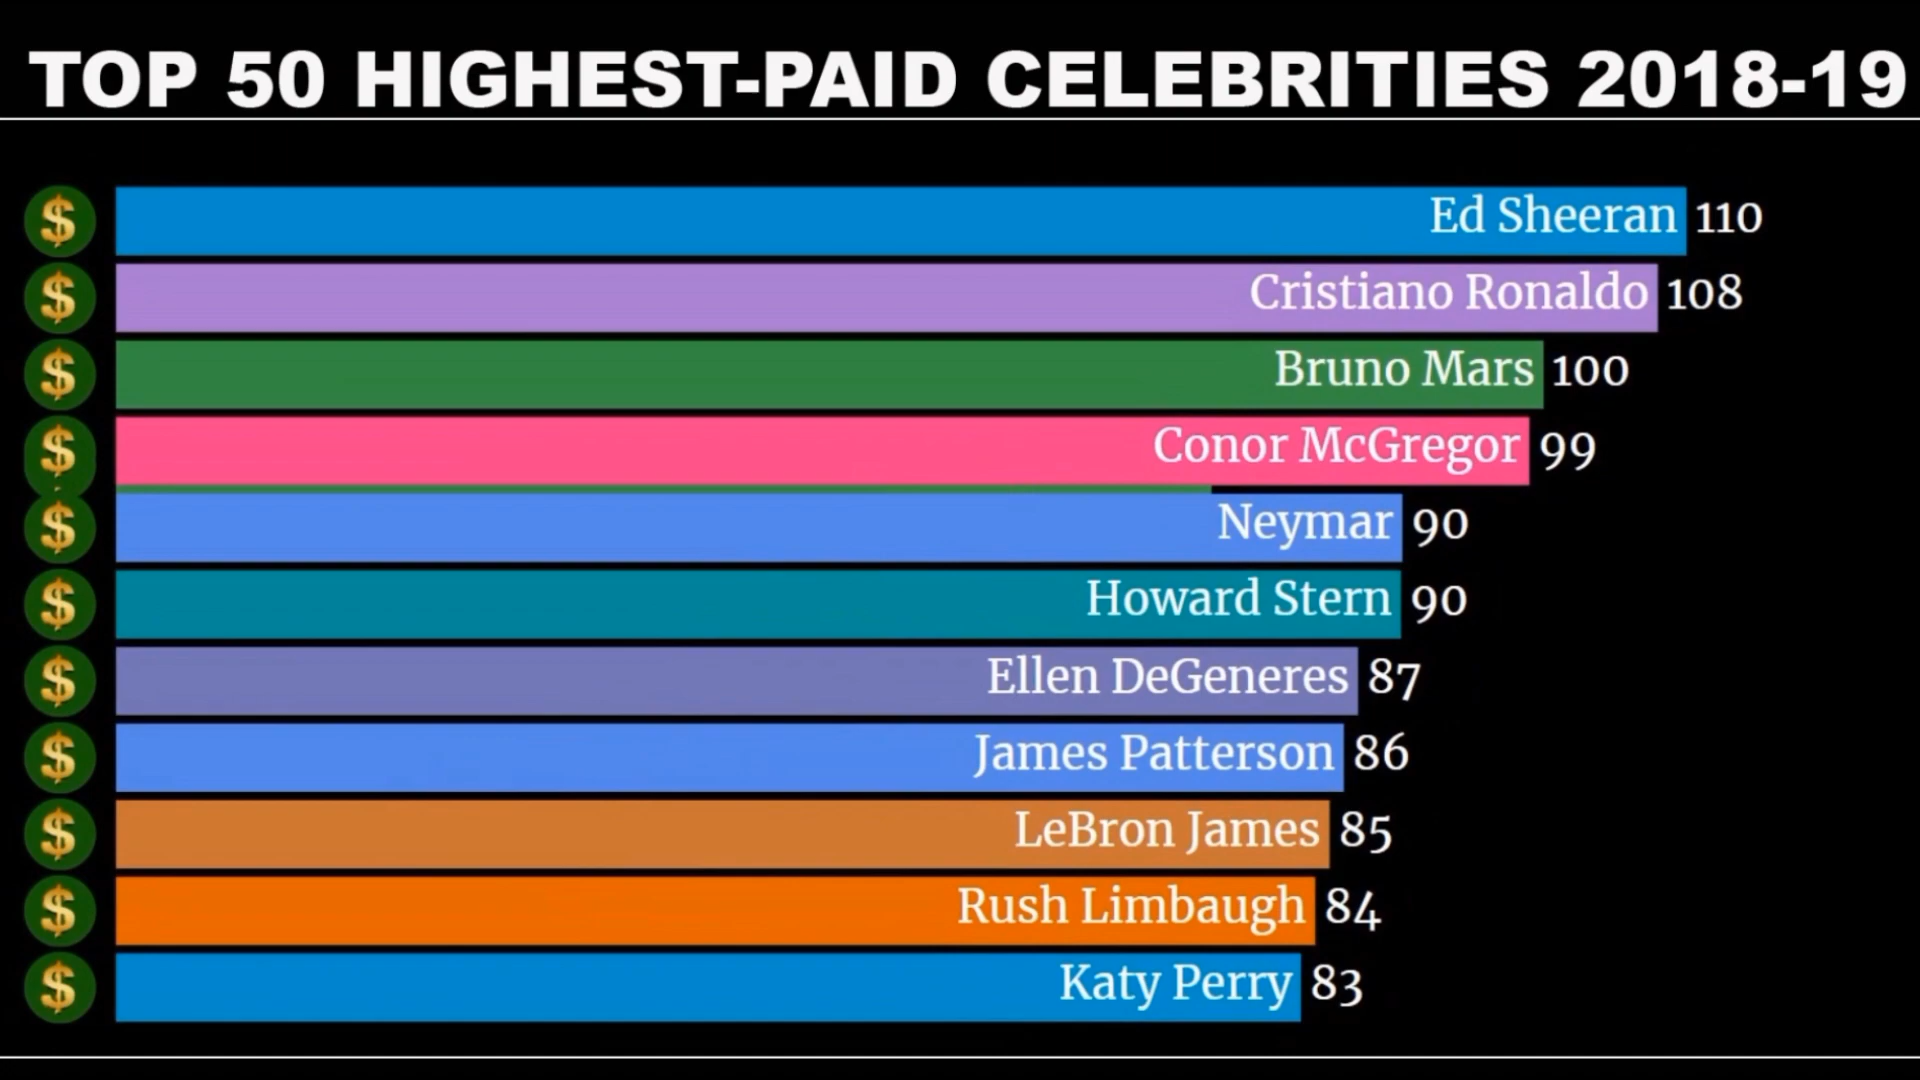 TOP 50 HIGHEST-PAID CELEBRITIES 2018-19
$ Ed Sheeran 110
$ Cristiano Ronaldo 108
$ Bruno Mars 100
$ Conor McGregor 99
$ Neymar 90
$ Howard Stern 90
$ Ellen DeGeneres 87
$ James Patterson 86
$ LeBron James 85
$ Rush Limbaugh 84
$ Katy Perry 83